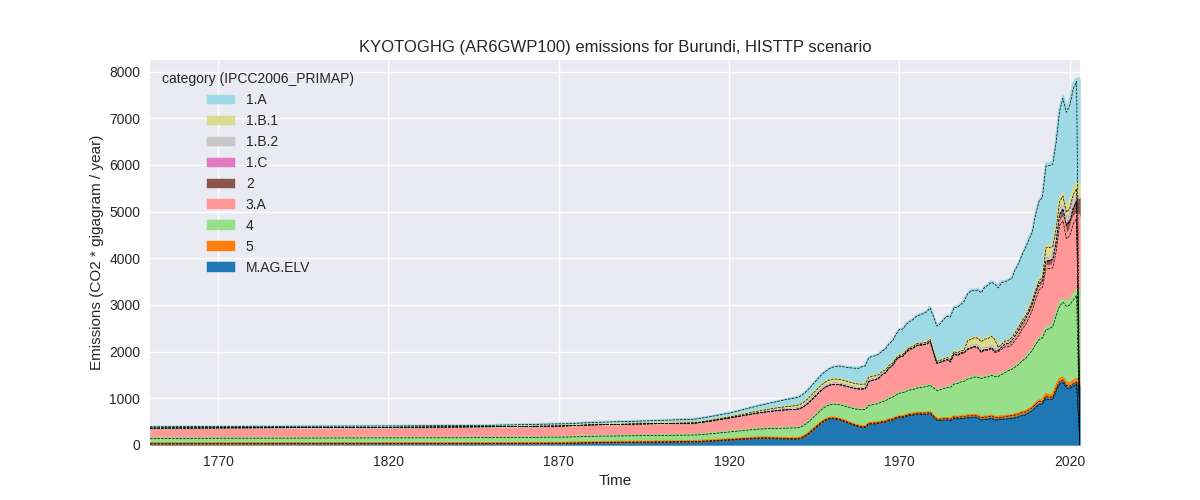 KYOTOGHG (AR6GWP100) emissions for Burundi, HISTTP scenario
Emissions (CO2 * gigagram / year)
8000
7000
6000
5000
4000
3000
2000
1000
0
category (IPCC2006_PRIMAP)
1.A
1.B.1
1.B.2
1.C
2
3.A
4
5
M.AG.ELV
1770
1820
1870
1920
1970
2020
Time